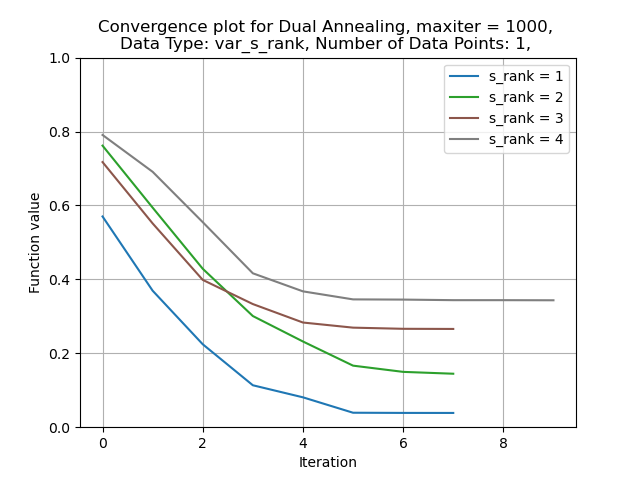 Convergence plot for Dual Annealing, maxiter = 1000,
Data Type: var_s_rank, Number of Data Points: 1,
1.0
0.8
0.6
0.4
0.2
0.0
Function value
s_rank = 1
s_rank = 2
s_rank = 3
s_rank = 4
0 2 4 6 8
Iteration